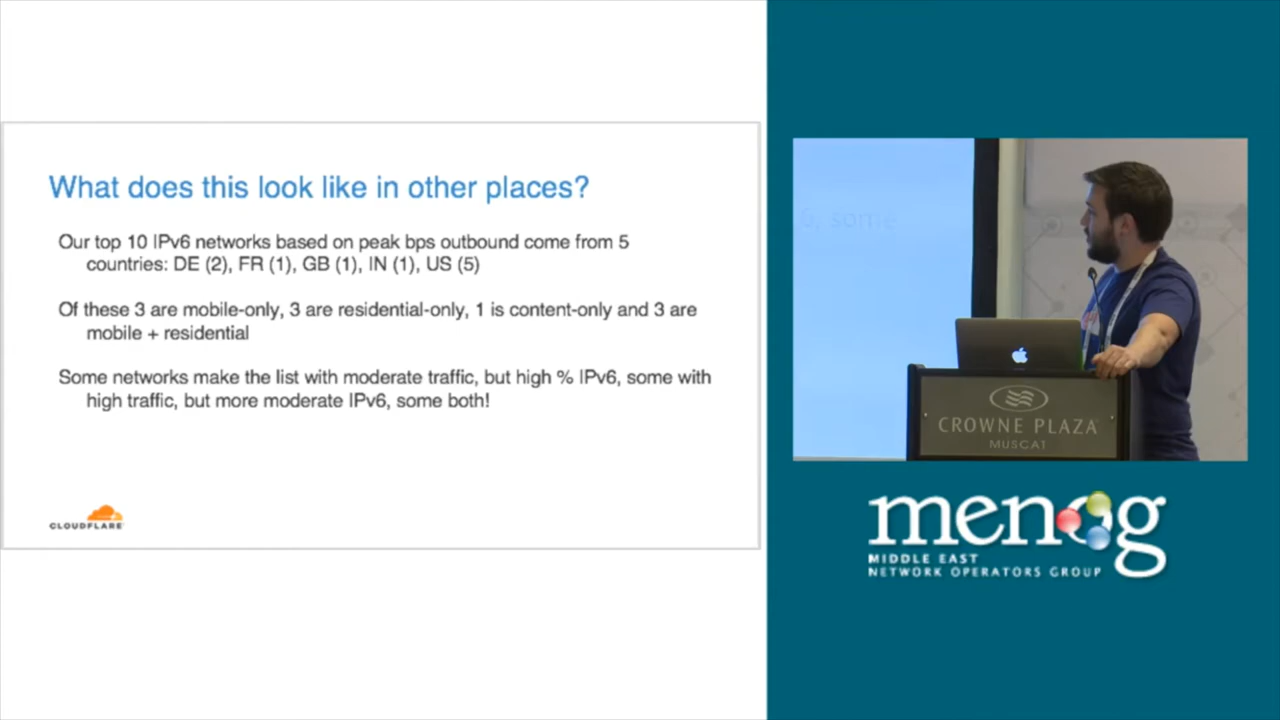 What does this look like in other places?
Our top 10 IPv6 networks based on peak bps outbound come from 5
countries: DE (2), FR (1), GB (1), IN (1), US (5)
Of these 3 are mobile-only, 3 are residential-only, 1 is content-only and 3 are
mobile + residential
Some networks make the list with moderate traffic, but high % IPv6, some with
high traffic, but more moderate IPv6, some both!
CLOUDFLARE
6, some
CROWNE PLAZA
MUSCAT
menog
MIDDLE EAST
NETWORK OPERATORS GROUP